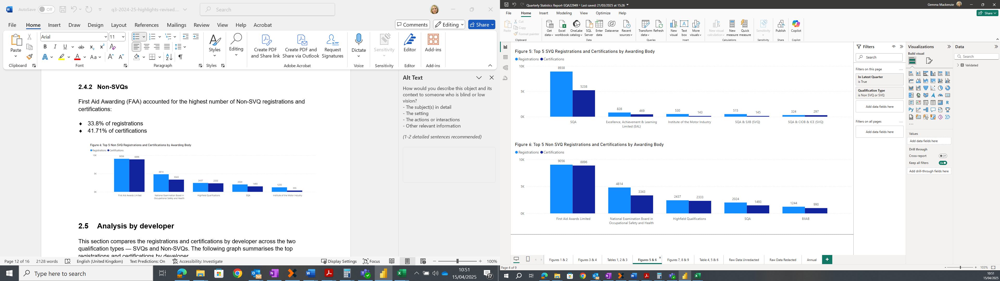 AutoSave Off q3-2024-25-highlights-revised.... Search
File Home Insert Draw Design Layout References Mailings Review View Help Acrobat Comments Editing Share
Arial 11
Paste
Styles Editing Create PDF and Share link Create PDF and Share via Outlook Request Signatures Dictate Sensitivity Editor Add-ins
Clipboard Font Paragraph Styles Adobe Acrobat Voice Sensitivity Editor Add-ins
2.4.2 Non-SVQs
First Aid Awarding (FAA) accounted for the highest number of Non-SVQ registrations and
certifications:
♦ 33.8% of registrations
♦ 41.71% of certifications
Figure 6: Top 5 Non SVQ Registrations and Certifications by Awarding Body
Registrations Certifications
10K
9056 8896
4814
5K
3343
2437 2333
2024 1493
1235 355
0K
First Aid Awards Limited National Examination Board in Highfield Qualifications SQA Institute of the Motor Industry
Occupational Safety and Health
2.5 Analysis by developer
This section compares the registrations and certifications by developer across the two
qualification types — SVQs and Non-SVQs. The following graph summarises the top
registrations and certifications by developer
Alt Text
How would you describe this object and its
context to someone who is blind or low
vision?
- The subject(s) in detail
- The setting
- The actions or interactions
- Other relevant information
(1-2 detailed sentences recommended)
Page 12 of 16 2128 words English (United Kingdom) Text Predictions: On Accessibility: Investigate Display Settings Focus 100%
Type here to search
10:51
15/04/2025
17
Quarterly Statistics Report-SQA22949 • Last saved: 21/03/2025 at 15:26 Gemma Mackenzie
File Home Insert Modeling View Optimize Help Share
Paste Cut Copy Format painter
Get data Excel workbook OneLake catalog SQL Server Enter data Dataverse Recent sources Transform data Refresh New visual Text box More visuals New visual calculation New measure Quick measure Sensitivity Publish Copilot
Clipboard Data Queries Insert Calculations Sensitivity Share Copilot
Figure 5: Top 5 SVQ Registrations and Certifications by Awarding Body
Registrations Certifications
10K
8938
5238
5K
828 469
530 143
515 145
324 297
0K
SQA Excellence, Achievement & Learning Institute of the Motor Industry SQA & SJIB (SVQ) SQA & CIOB & ICE (SVQ)
Limited (EAL)
Figure 6: Top 5 Non SVQ Registrations and Certifications by Awarding Body
Registrations Certifications
10K
9056 8896
4814
5K
3343
2437 2333
2024 1493
1244 990
0K
First Aid Awards Limited National Examination Board in Highfield Qualifications SQA BIIAB
Occupational Safety and Health
Filters
Search
Filters on this page ...
In Latest Quarter
is True
Qualification Type
is Non SVQ or SVQ
Add data fields here
Filters on all pages ...
Add data fields here
Visualizations
Build visual
Py R 123
...
Values
Add data fields here
Drill through
Cross-report Off
Keep all filters On
Add drill-through fields here
Data
Search
Validated
Figures 1 & 2 Figures 3 & 4 Tables 1, 2 & 3 Figures 5 & 6 Figures 7, 8 & 9 Table 4, 5 & 6 Raw Data Unredacted Raw Data Redacted Annual
Page 4 of 9 103%
10:51
15/04/2025